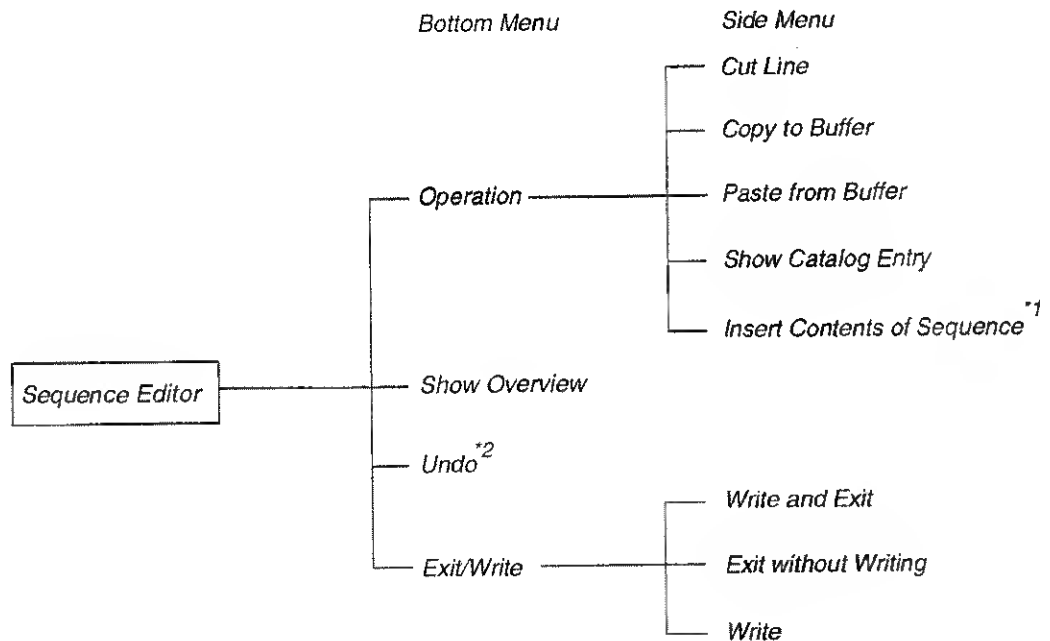 Bottom Menu Side Menu
Cut Line
Copy to Buffer
Operation Paste from Buffer
Show Catalog Entry
Insert Contents of Sequence*1
Sequence Editor Show Overview
Undo*2
Write and Exit
Exit/Write Exit without Writing
Write